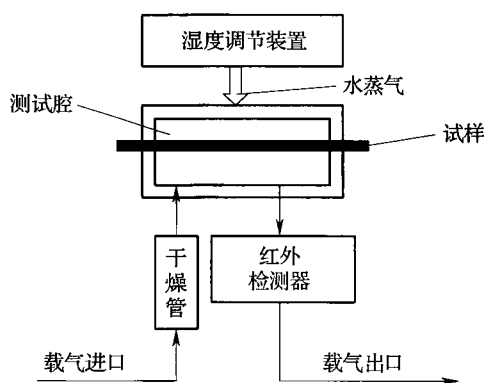 湿度调节装置
水蒸气
测试腔
试样
干燥管
红外
检测器
载气进口
载气出口